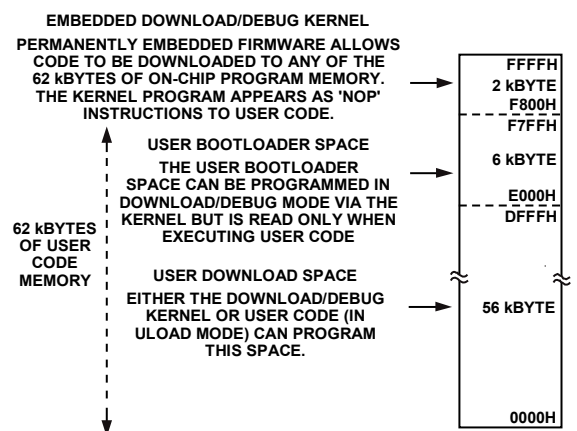 EMBEDDED DOWNLOAD/DEBUG KERNEL
PERMANENTLY EMBEDDED FIRMWARE ALLOWS
CODE TO BE DOWNLOADED TO ANY OF THE
62 kBYTES OF ON-CHIP PROGRAM MEMORY.
THE KERNEL PROGRAM APPEARS AS 'NOP'
INSTRUCTIONS TO USER CODE.
FFFFH
2 kBYTE
F800H
F7FFH
USER BOOTLOADER SPACE
THE USER BOOTLOADER
SPACE CAN BE PROGRAMMED IN
DOWNLOAD/DEBUG MODE VIA THE
KERNEL BUT IS READ ONLY WHEN
EXECUTING USER CODE
6 kBYTE
E000H
DFFFH
62 kBYTES
OF USER
CODE
MEMORY
USER DOWNLOAD SPACE
EITHER THE DOWNLOAD/DEBUG
KERNEL OR USER CODE (IN
ULOAD MODE) CAN PROGRAM
THIS SPACE.
56 kBYTE
0000H